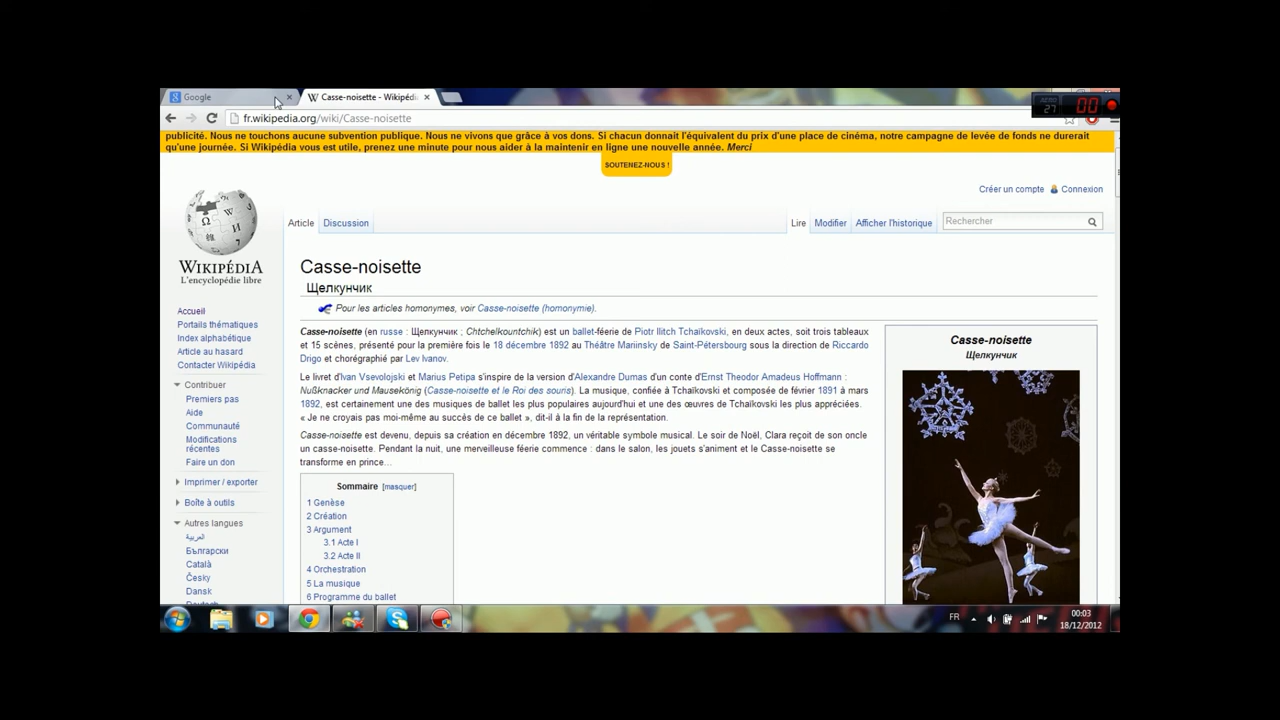 Google
Casse-noisette - Wikipédi
fr.wikipedia.org/wiki/Casse-noisette
00
27
publicité. Nous ne touchons aucune subvention publique. Nous ne vivons que grâce à vos dons. Si chacun donnait l'équivalent du prix d'une place de cinéma, notre campagne de levée de fonds ne durerait
qu'une journée. Si Wikipédia vous est utile, prenez une minute pour nous aider à la maintenir en ligne une nouvelle année. Merci
SOUTENEZ-NOUS !
Créer un compte Connexion
Article Discussion Lire Modifier Afficher l'historique Rechercher
WIKIPÉDIA
L'encyclopédie libre
Accueil
Portails thématiques
Index alphabétique
Article au hasard
Contacter Wikipédia
Contribuer
Premiers pas
Aide
Communauté
Modifications
récentes
Faire un don
Imprimer / exporter
Boîte à outils
Autres langues
العربية
Български
Català
Česky
Dansk
Deutsch
Casse-noisette
Щелкунчик
Pour les articles homonymes, voir Casse-noisette (homonymie).
Casse-noisette (en russe : Щелкунчик ; Chtchelkountchik) est un ballet-féerie de Piotr Ilitch Tchaïkovski, en deux actes, soit trois tableaux
et 15 scènes, présenté pour la première fois le 18 décembre 1892 au Théâtre Mariinsky de Saint-Pétersbourg sous la direction de Riccardo
Drigo et chorégraphié par Lev Ivanov.
Le livret d'Ivan Vsevolojski et Marius Petipa s'inspire de la version d'Alexandre Dumas d'un conte d'Ernst Theodor Amadeus Hoffmann :
Nußknacker und Mausekönig (Casse-noisette et le Roi des souris). La musique, confiée à Tchaïkovski et composée de février 1891 à mars
1892, est certainement une des musiques de ballet les plus populaires aujourd'hui et une des œuvres de Tchaïkovski les plus appréciées.
« Je ne croyais pas moi-même au succès de ce ballet », dit-il à la fin de la représentation.
Casse-noisette est devenu, depuis sa création en décembre 1892, un véritable symbole musical. Le soir de Noël, Clara reçoit de son oncle
un casse-noisette. Pendant la nuit, une merveilleuse féerie commence : dans le salon, les jouets s'animent et le Casse-noisette se
transforme en prince…
Sommaire [masquer]
1 Genèse
2 Création
3 Argument
3.1 Acte I
3.2 Acte II
4 Orchestration
5 La musique
6 Programme du ballet
Casse-noisette
Щелкунчик
FR
00:03
18/12/2012